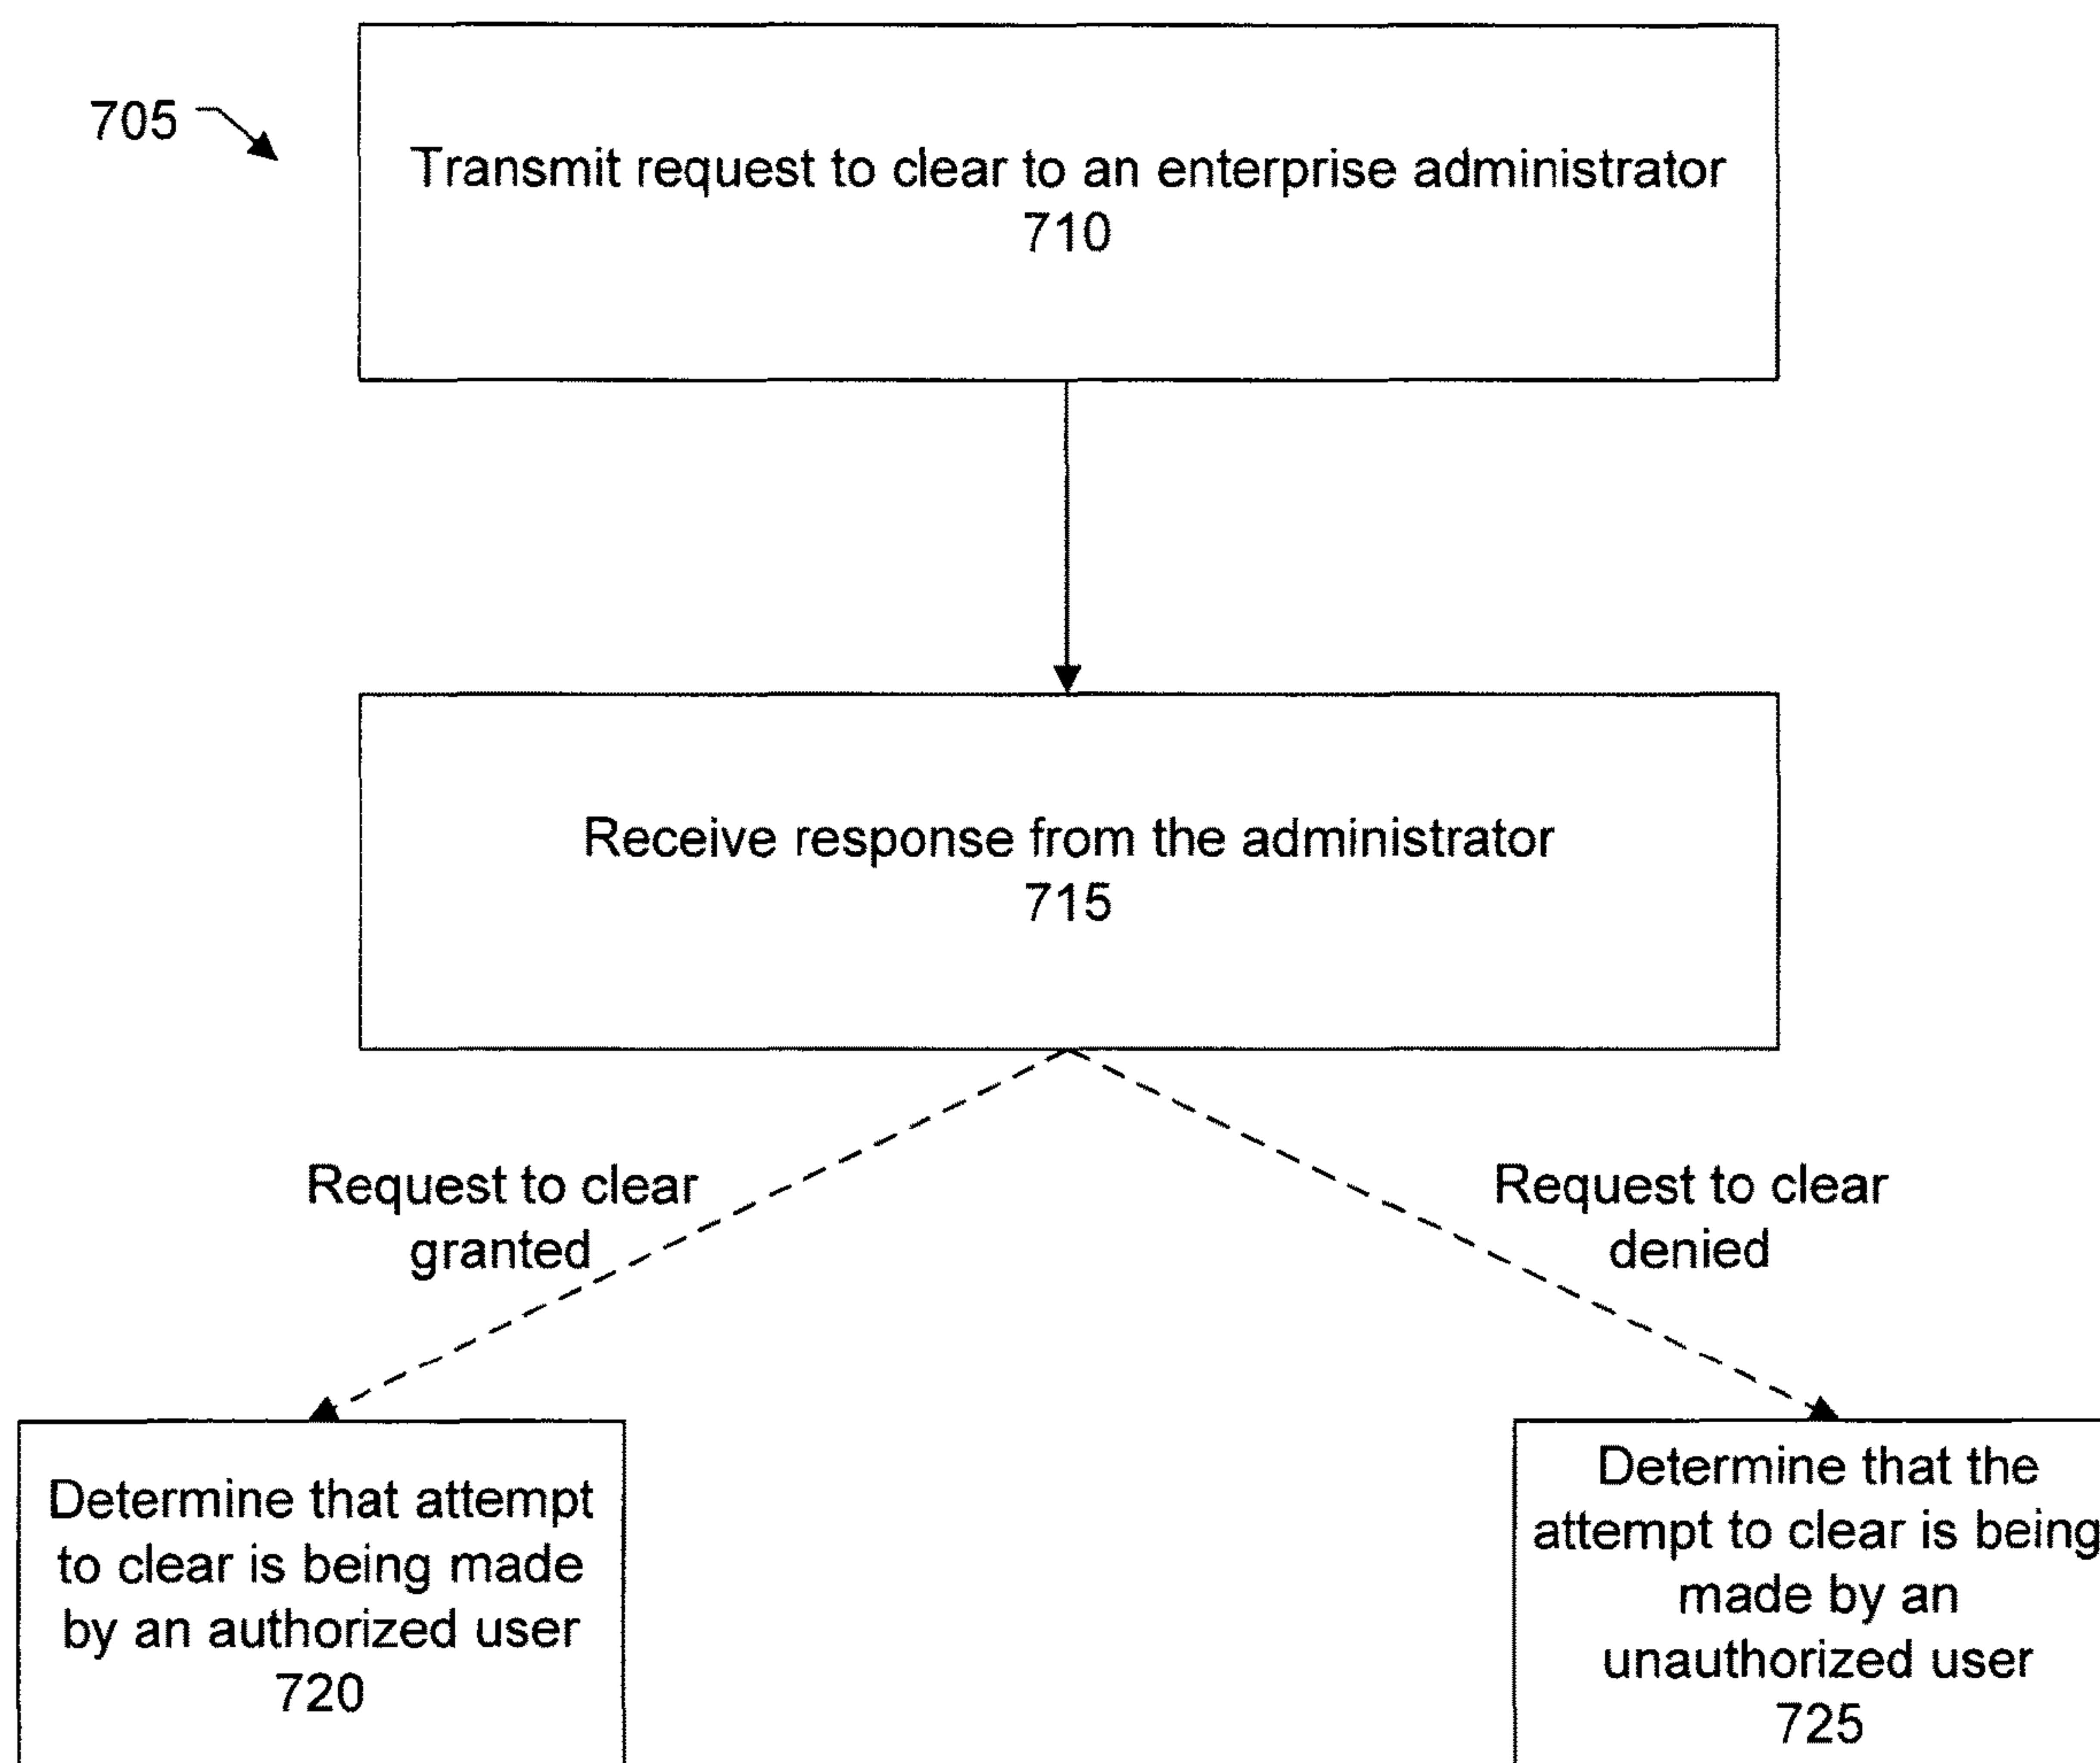 705
Transmit request to clear to an enterprise administrator
710
Receive response from the administrator
715
Request to clear
granted
Request to clear
denied
Determine that attempt
to clear is being made
by an authorized user
720
Determine that the
attempt to clear is being
made by an
unauthorized user
725